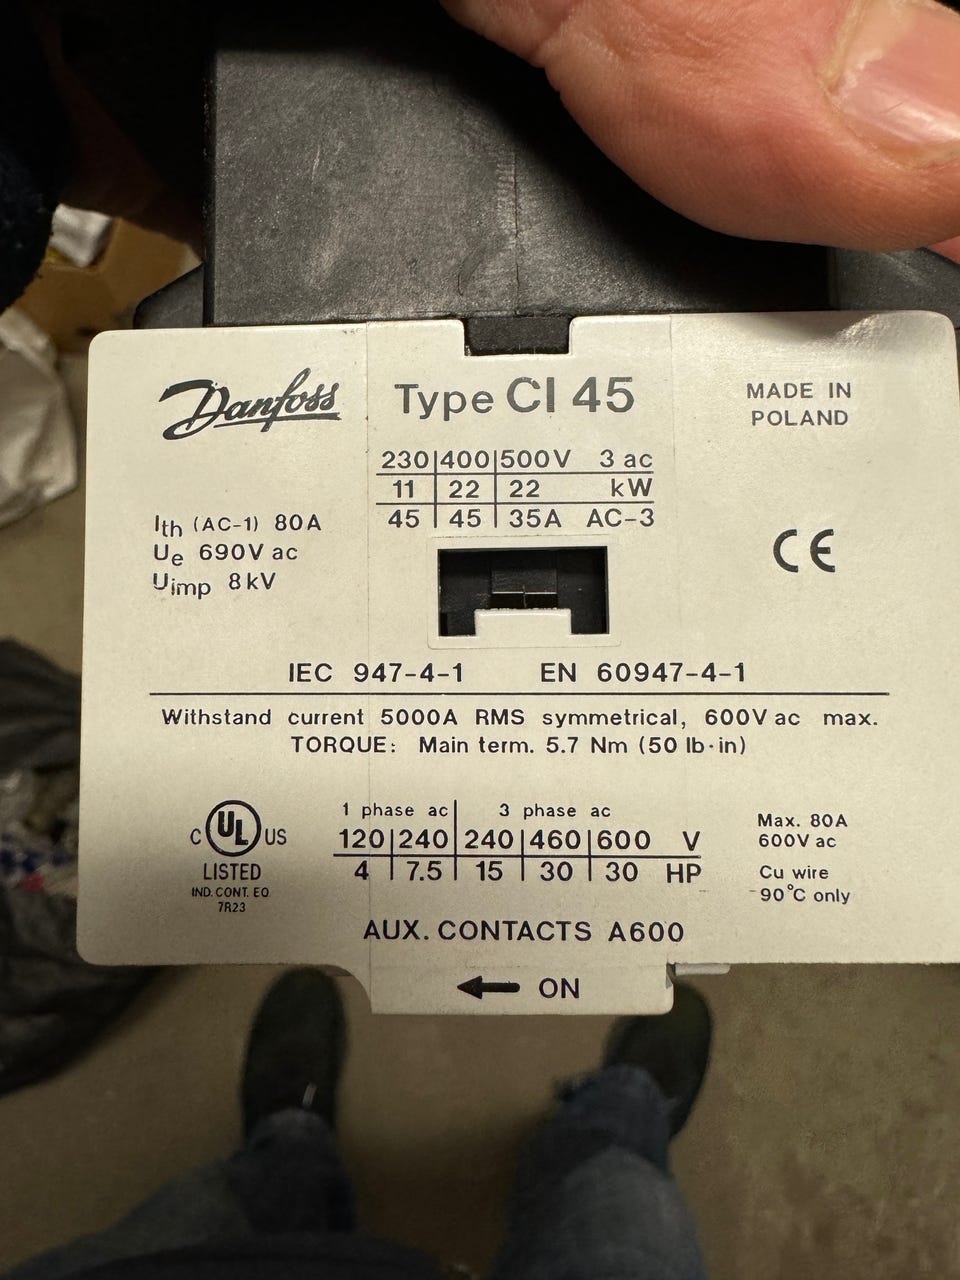 Danfoss
Type CI 45
MADE IN
POLAND
230|400|500V 3 ac
11 | 22 | 22 kW
45 | 45 | 35A AC-3
Ith (AC-1) 80A
Ue 690V ac
Uimp 8kV
CE
IEC 947-4-1 EN 60947-4-1
Withstand current 5000A RMS symmetrical, 600V ac max.
TORQUE: Main term. 5.7 Nm (50 lb·in)
C UL US
LISTED
IND. CONT. EQ
7R23
1 phase ac | 3 phase ac
120|240|240|460|600 V
4 | 7.5 | 15 | 30 | 30 HP
Max. 80A
600V ac
Cu wire
90°C only
AUX. CONTACTS A600
← ON